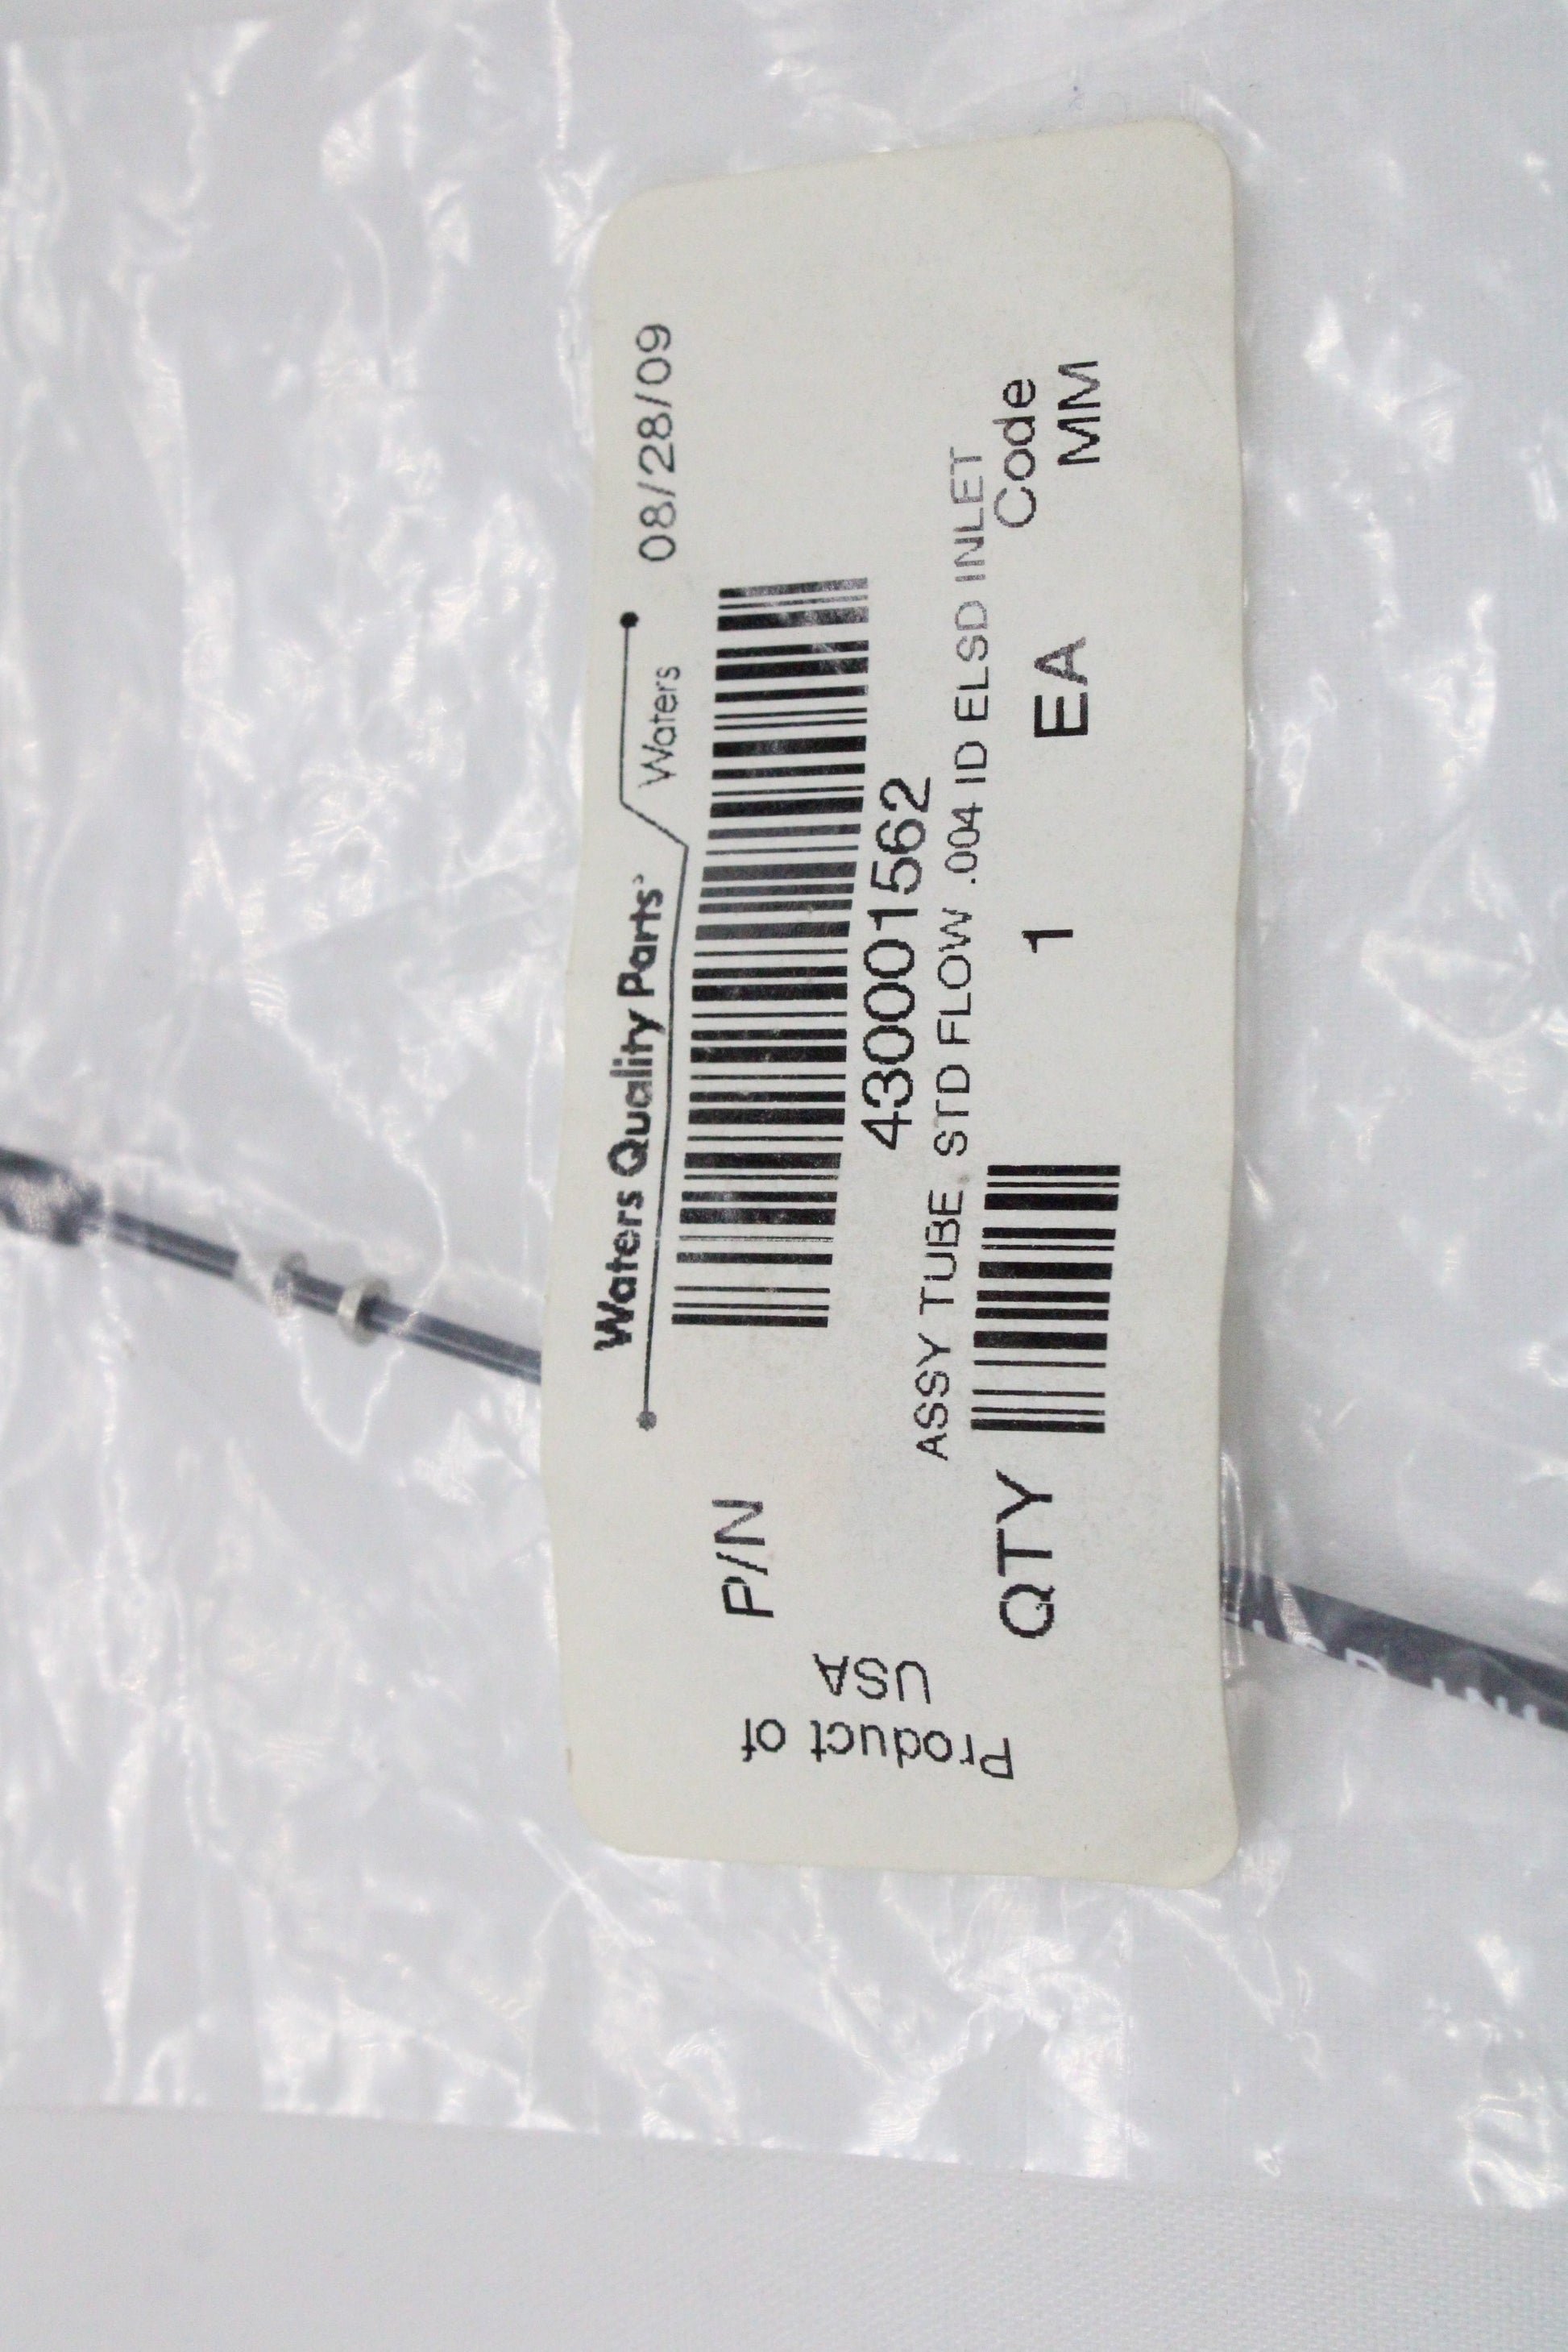 Waters Quality Parts
Waters
08/28/09
P/N
430001562
ASSY TUBE, STD FLOW .004 ID ELSD INLET
QTY 1 EA
Code
MM
Product of
USA